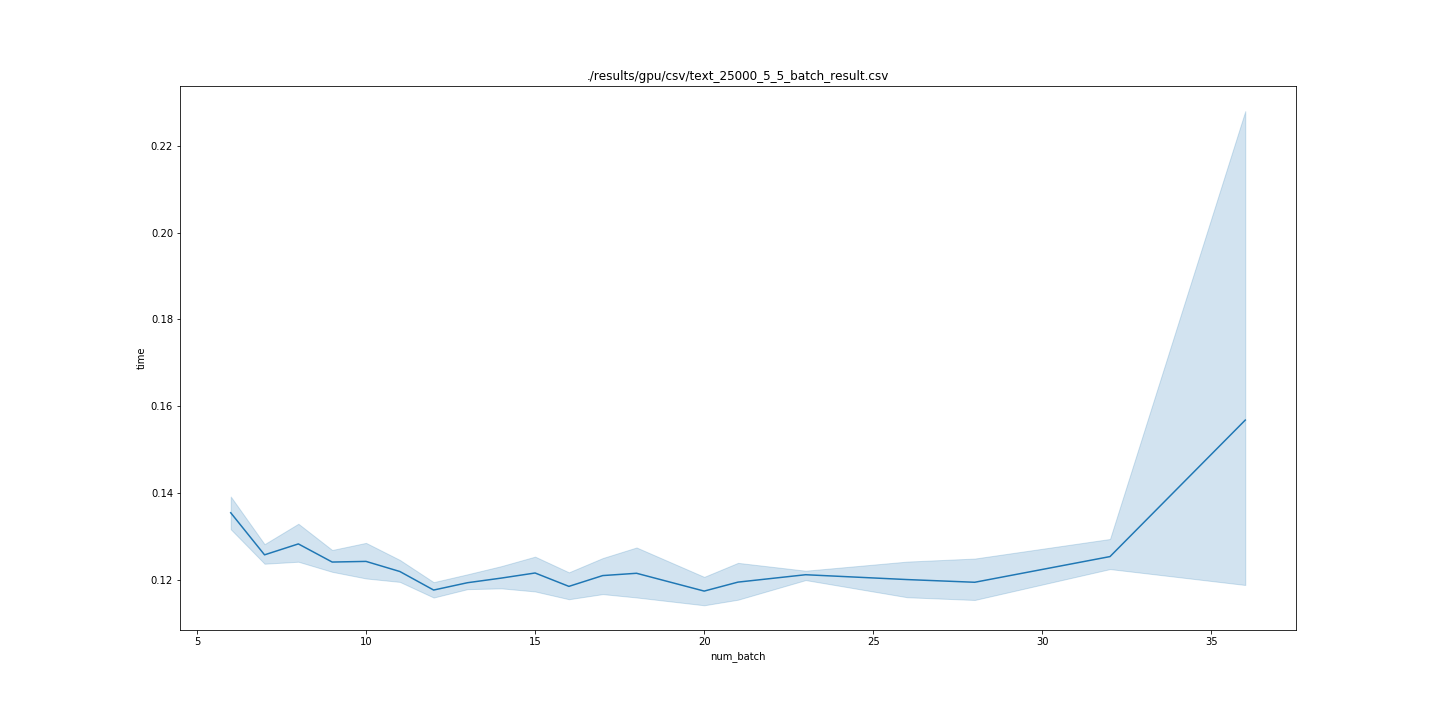 ./results/gpu/csv/text_25000_5_5_batch_result.csv
0.22
0.20
0.18
0.16
0.14
0.12
time
5 10 15 20 25 30 35
num_batch